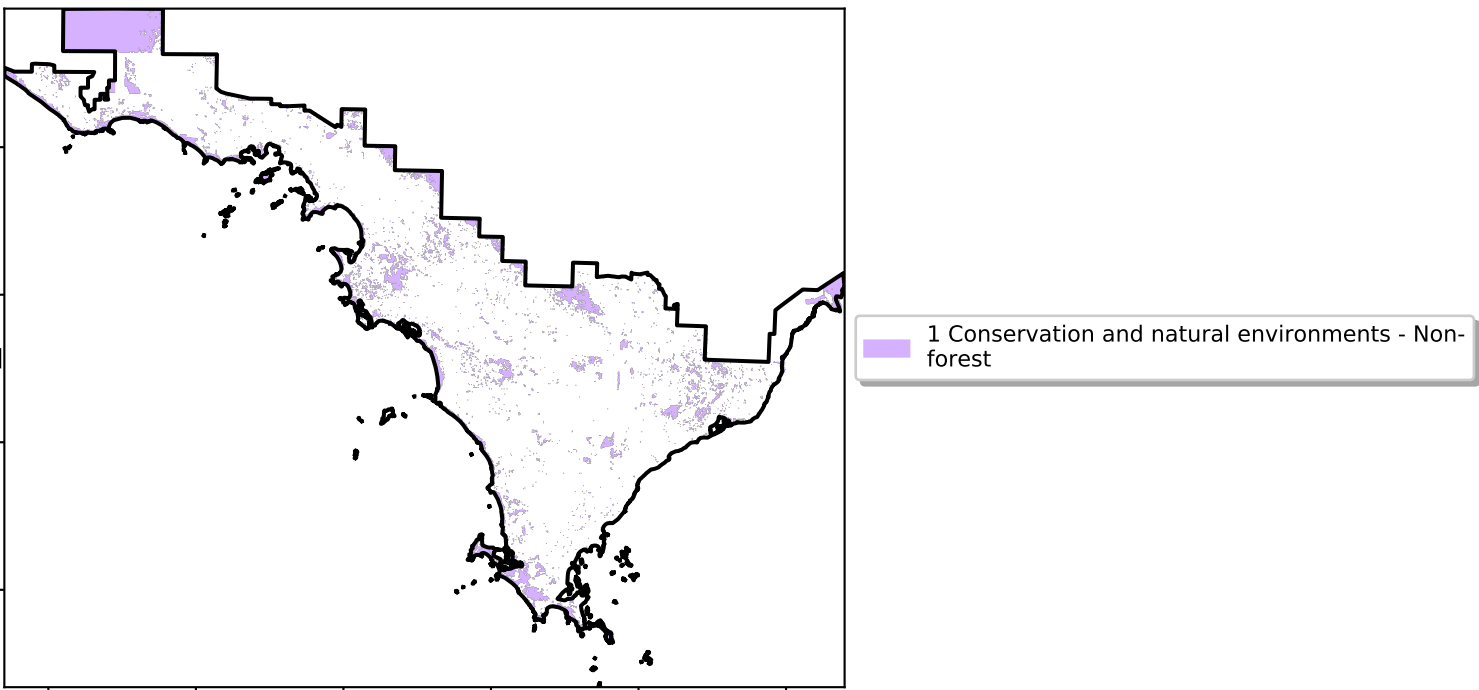 1 Conservation and natural environments - Non-
forest